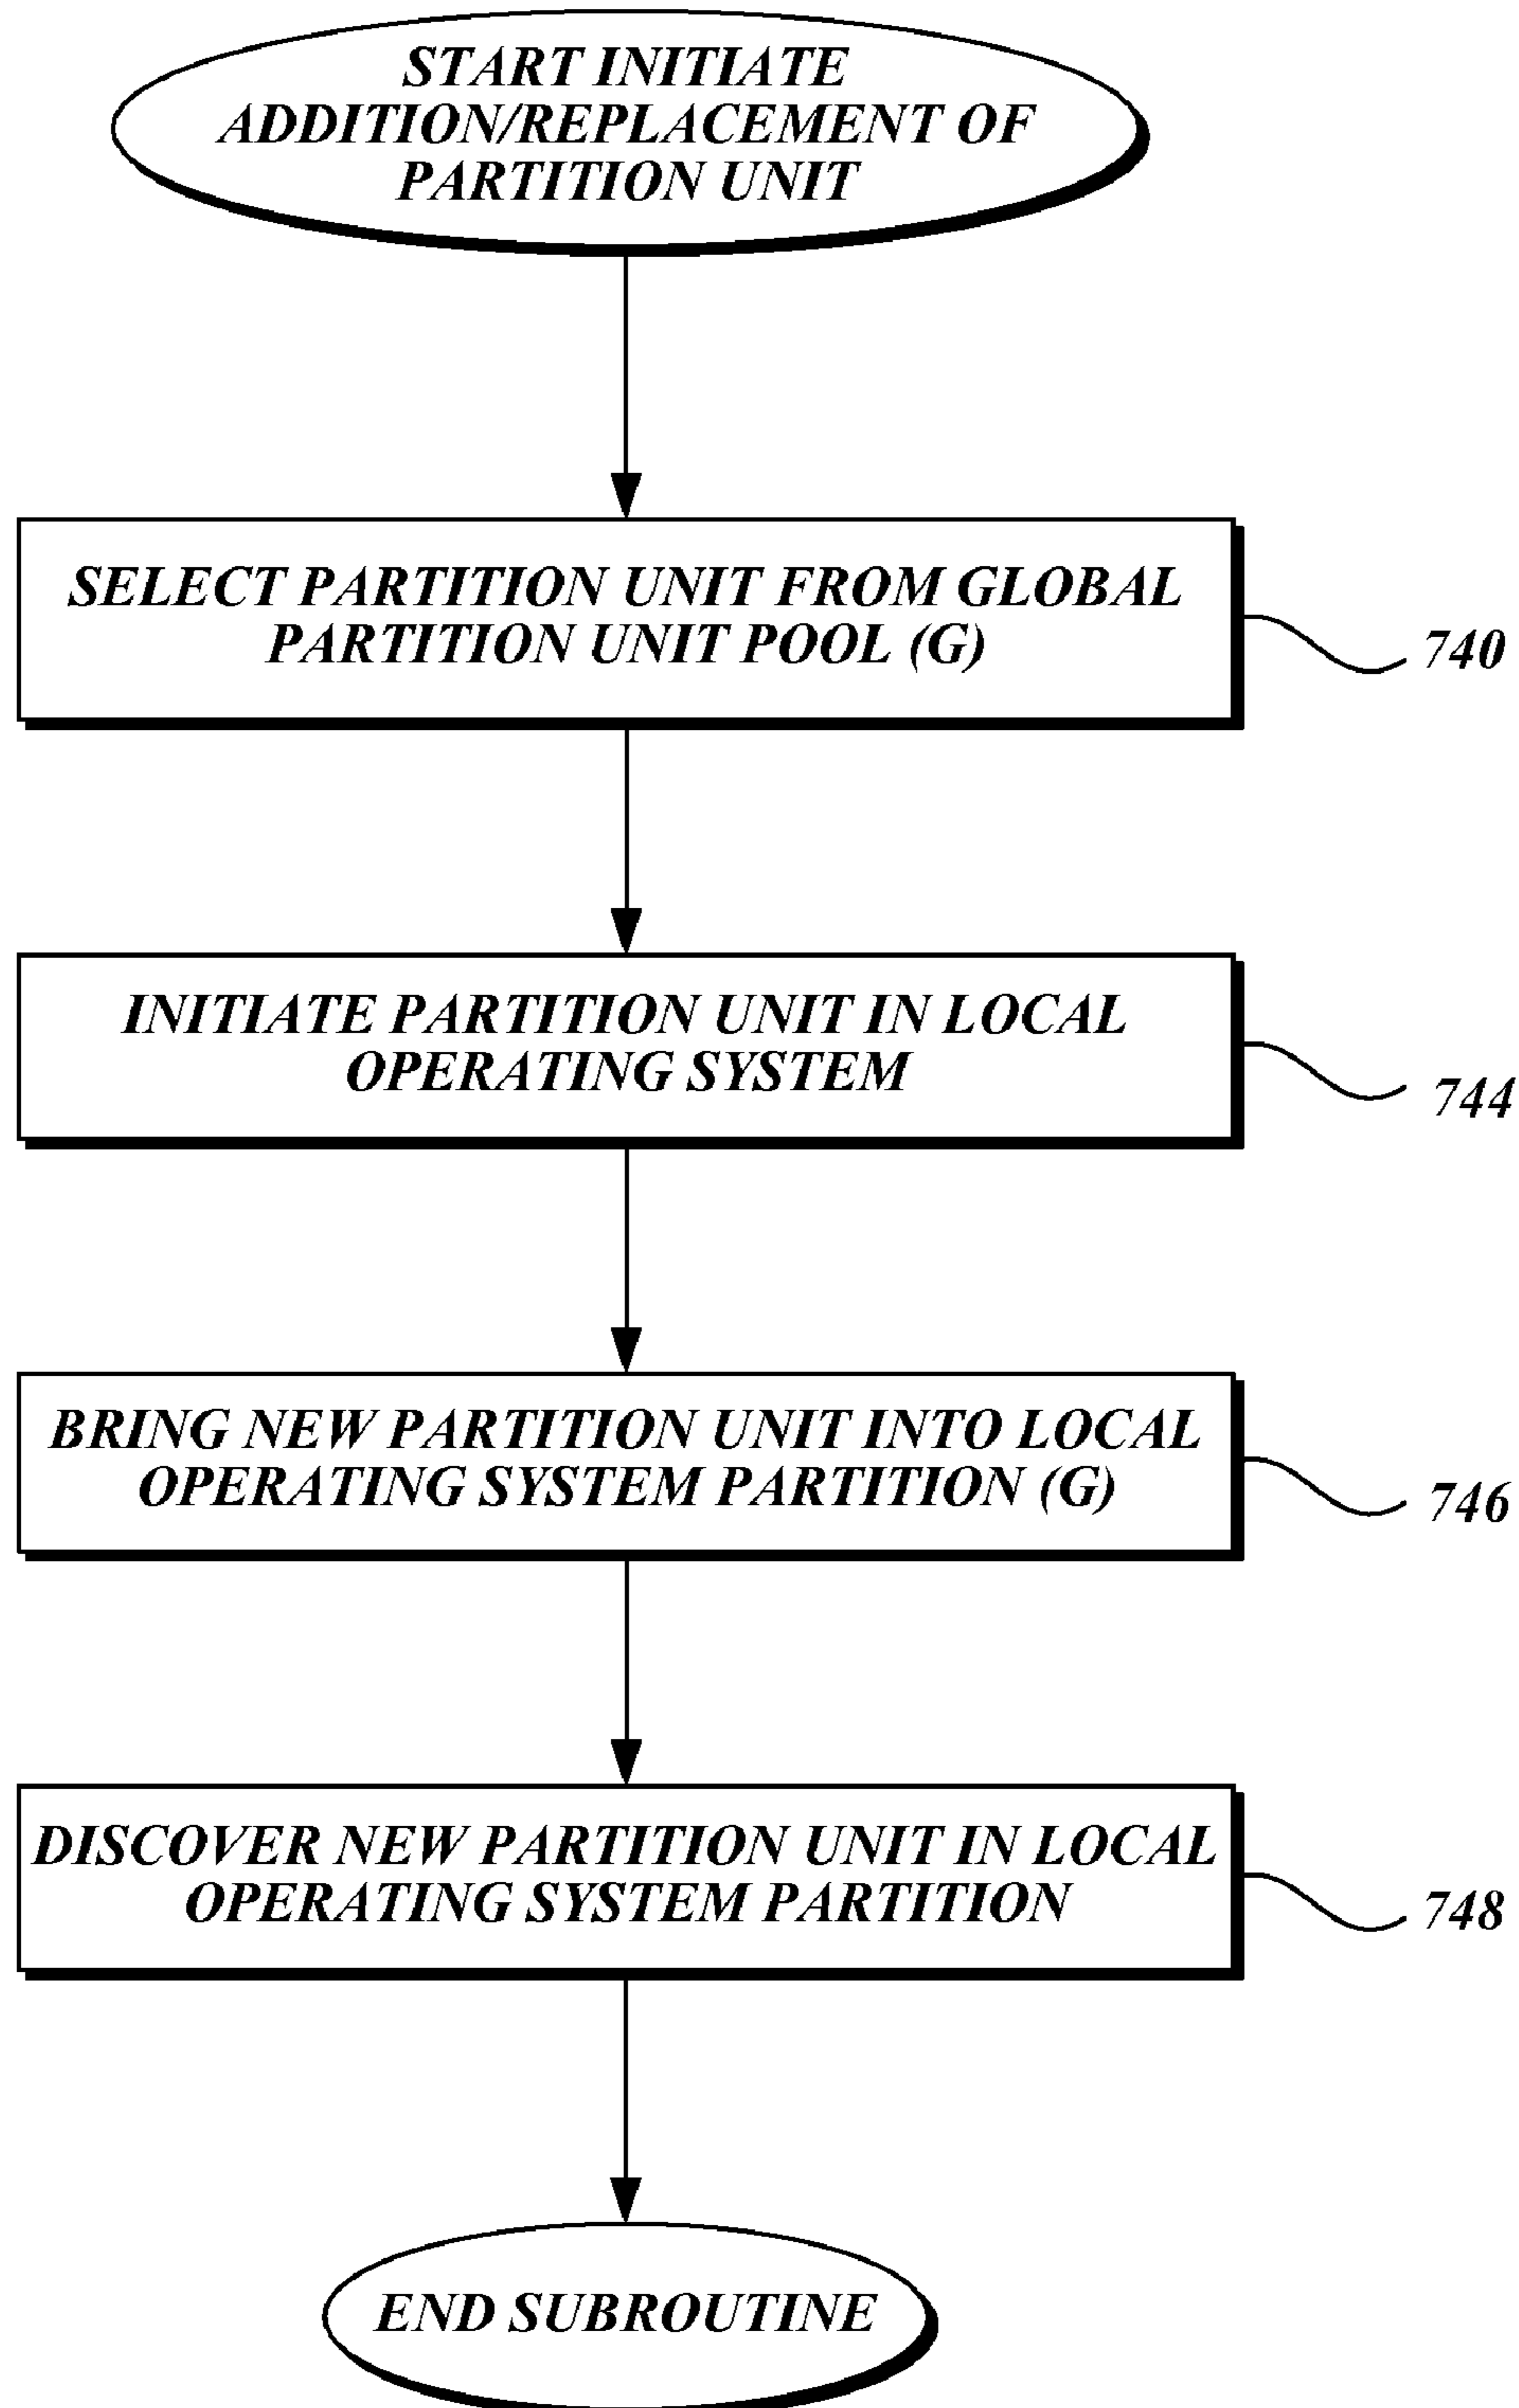 START INITIATE
ADDITION/REPLACEMENT OF
PARTITION UNIT
SELECT PARTITION UNIT FROM GLOBAL
PARTITION UNIT POOL (G)
740
INITIATE PARTITION UNIT IN LOCAL
OPERATING SYSTEM
744
BRING NEW PARTITION UNIT INTO LOCAL
OPERATING SYSTEM PARTITION (G)
746
DISCOVER NEW PARTITION UNIT IN LOCAL
OPERATING SYSTEM PARTITION
748
END SUBROUTINE